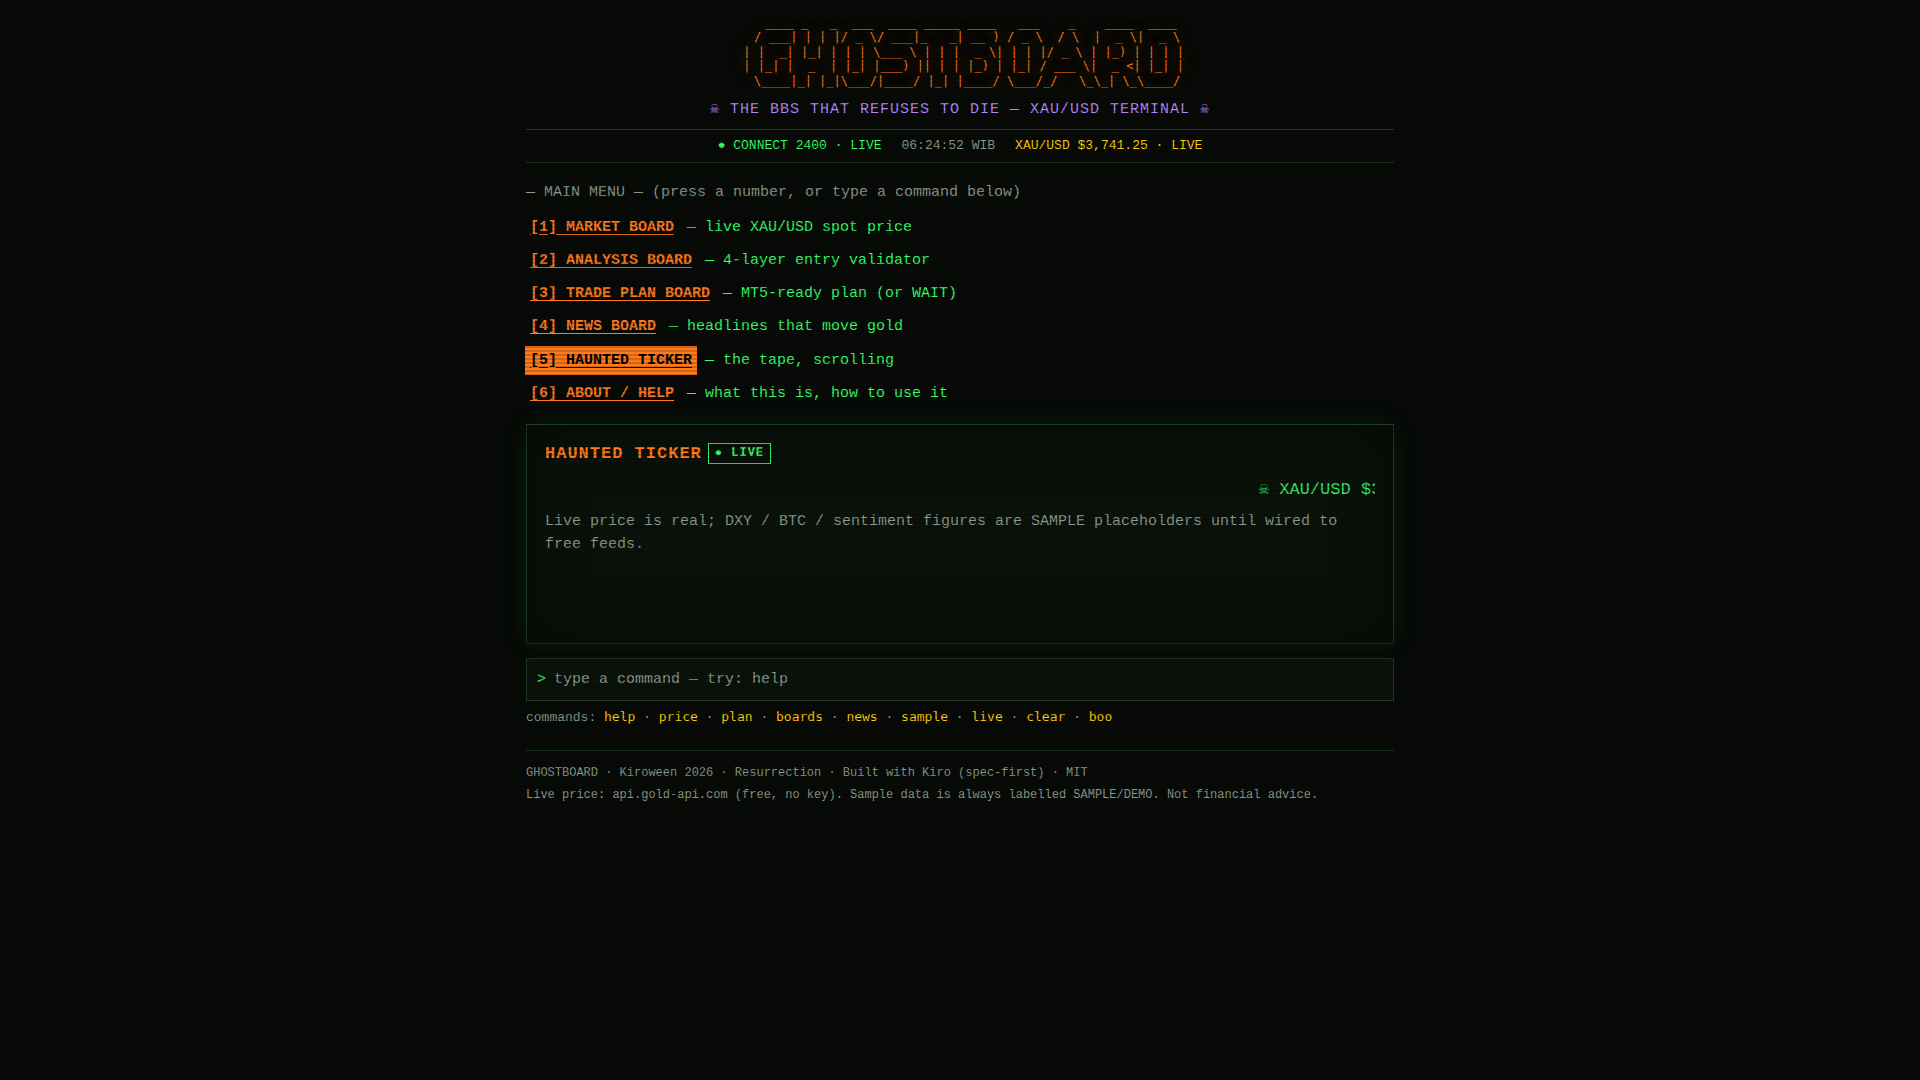 GHOSTBOARD
☠ THE BBS THAT REFUSES TO DIE — XAU/USD TERMINAL ☠
● CONNECT 2400 · LIVE 06:24:52 WIB XAU/USD $3,741.25 · LIVE
— MAIN MENU — (press a number, or type a command below)
[1] MARKET BOARD — live XAU/USD spot price
[2] ANALYSIS BOARD — 4-layer entry validator
[3] TRADE PLAN BOARD — MT5-ready plan (or WAIT)
[4] NEWS BOARD — headlines that move gold
[5] HAUNTED TICKER — the tape, scrolling
[6] ABOUT / HELP — what this is, how to use it
HAUNTED TICKER ● LIVE
☠ XAU/USD $
Live price is real; DXY / BTC / sentiment figures are SAMPLE placeholders until wired to
free feeds.
> type a command — try: help
commands: help · price · plan · boards · news · sample · live · clear · boo
GHOSTBOARD · Kiroween 2026 · Resurrection · Built with Kiro (spec-first) · MIT
Live price: api.gold-api.com (free, no key). Sample data is always labelled SAMPLE/DEMO. Not financial advice.